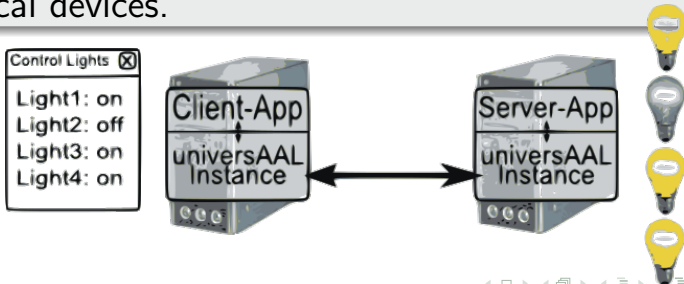 cal devices.
Control Lights
Light1: on
Light2: off
Light3: on
Light4: on
Client-App
universAAL
Instance
Server-App
universAAL
Instance